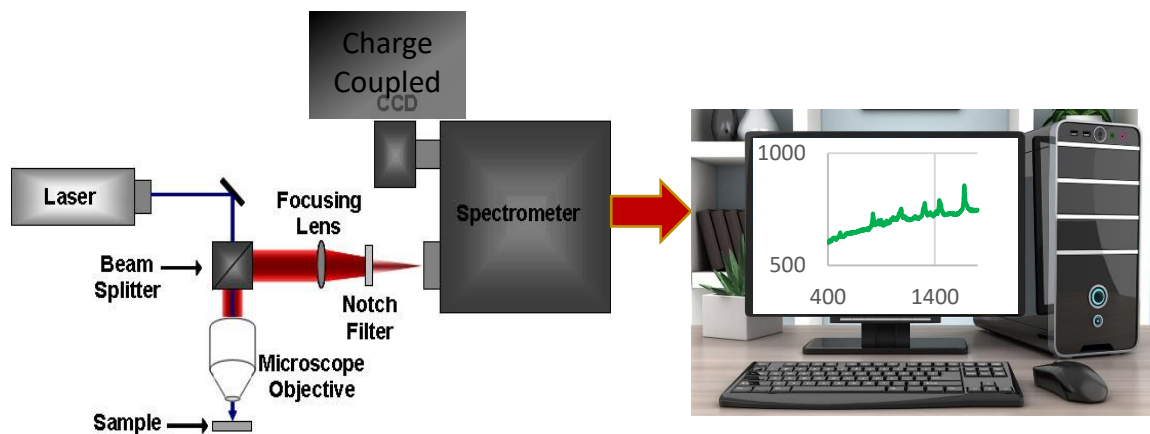 Charge
Coupled
CCD
Laser
Focusing
Lens
Spectrometer
Beam
Splitter
Notch
Filter
Microscope
Objective
Sample
1000
500
400
1400